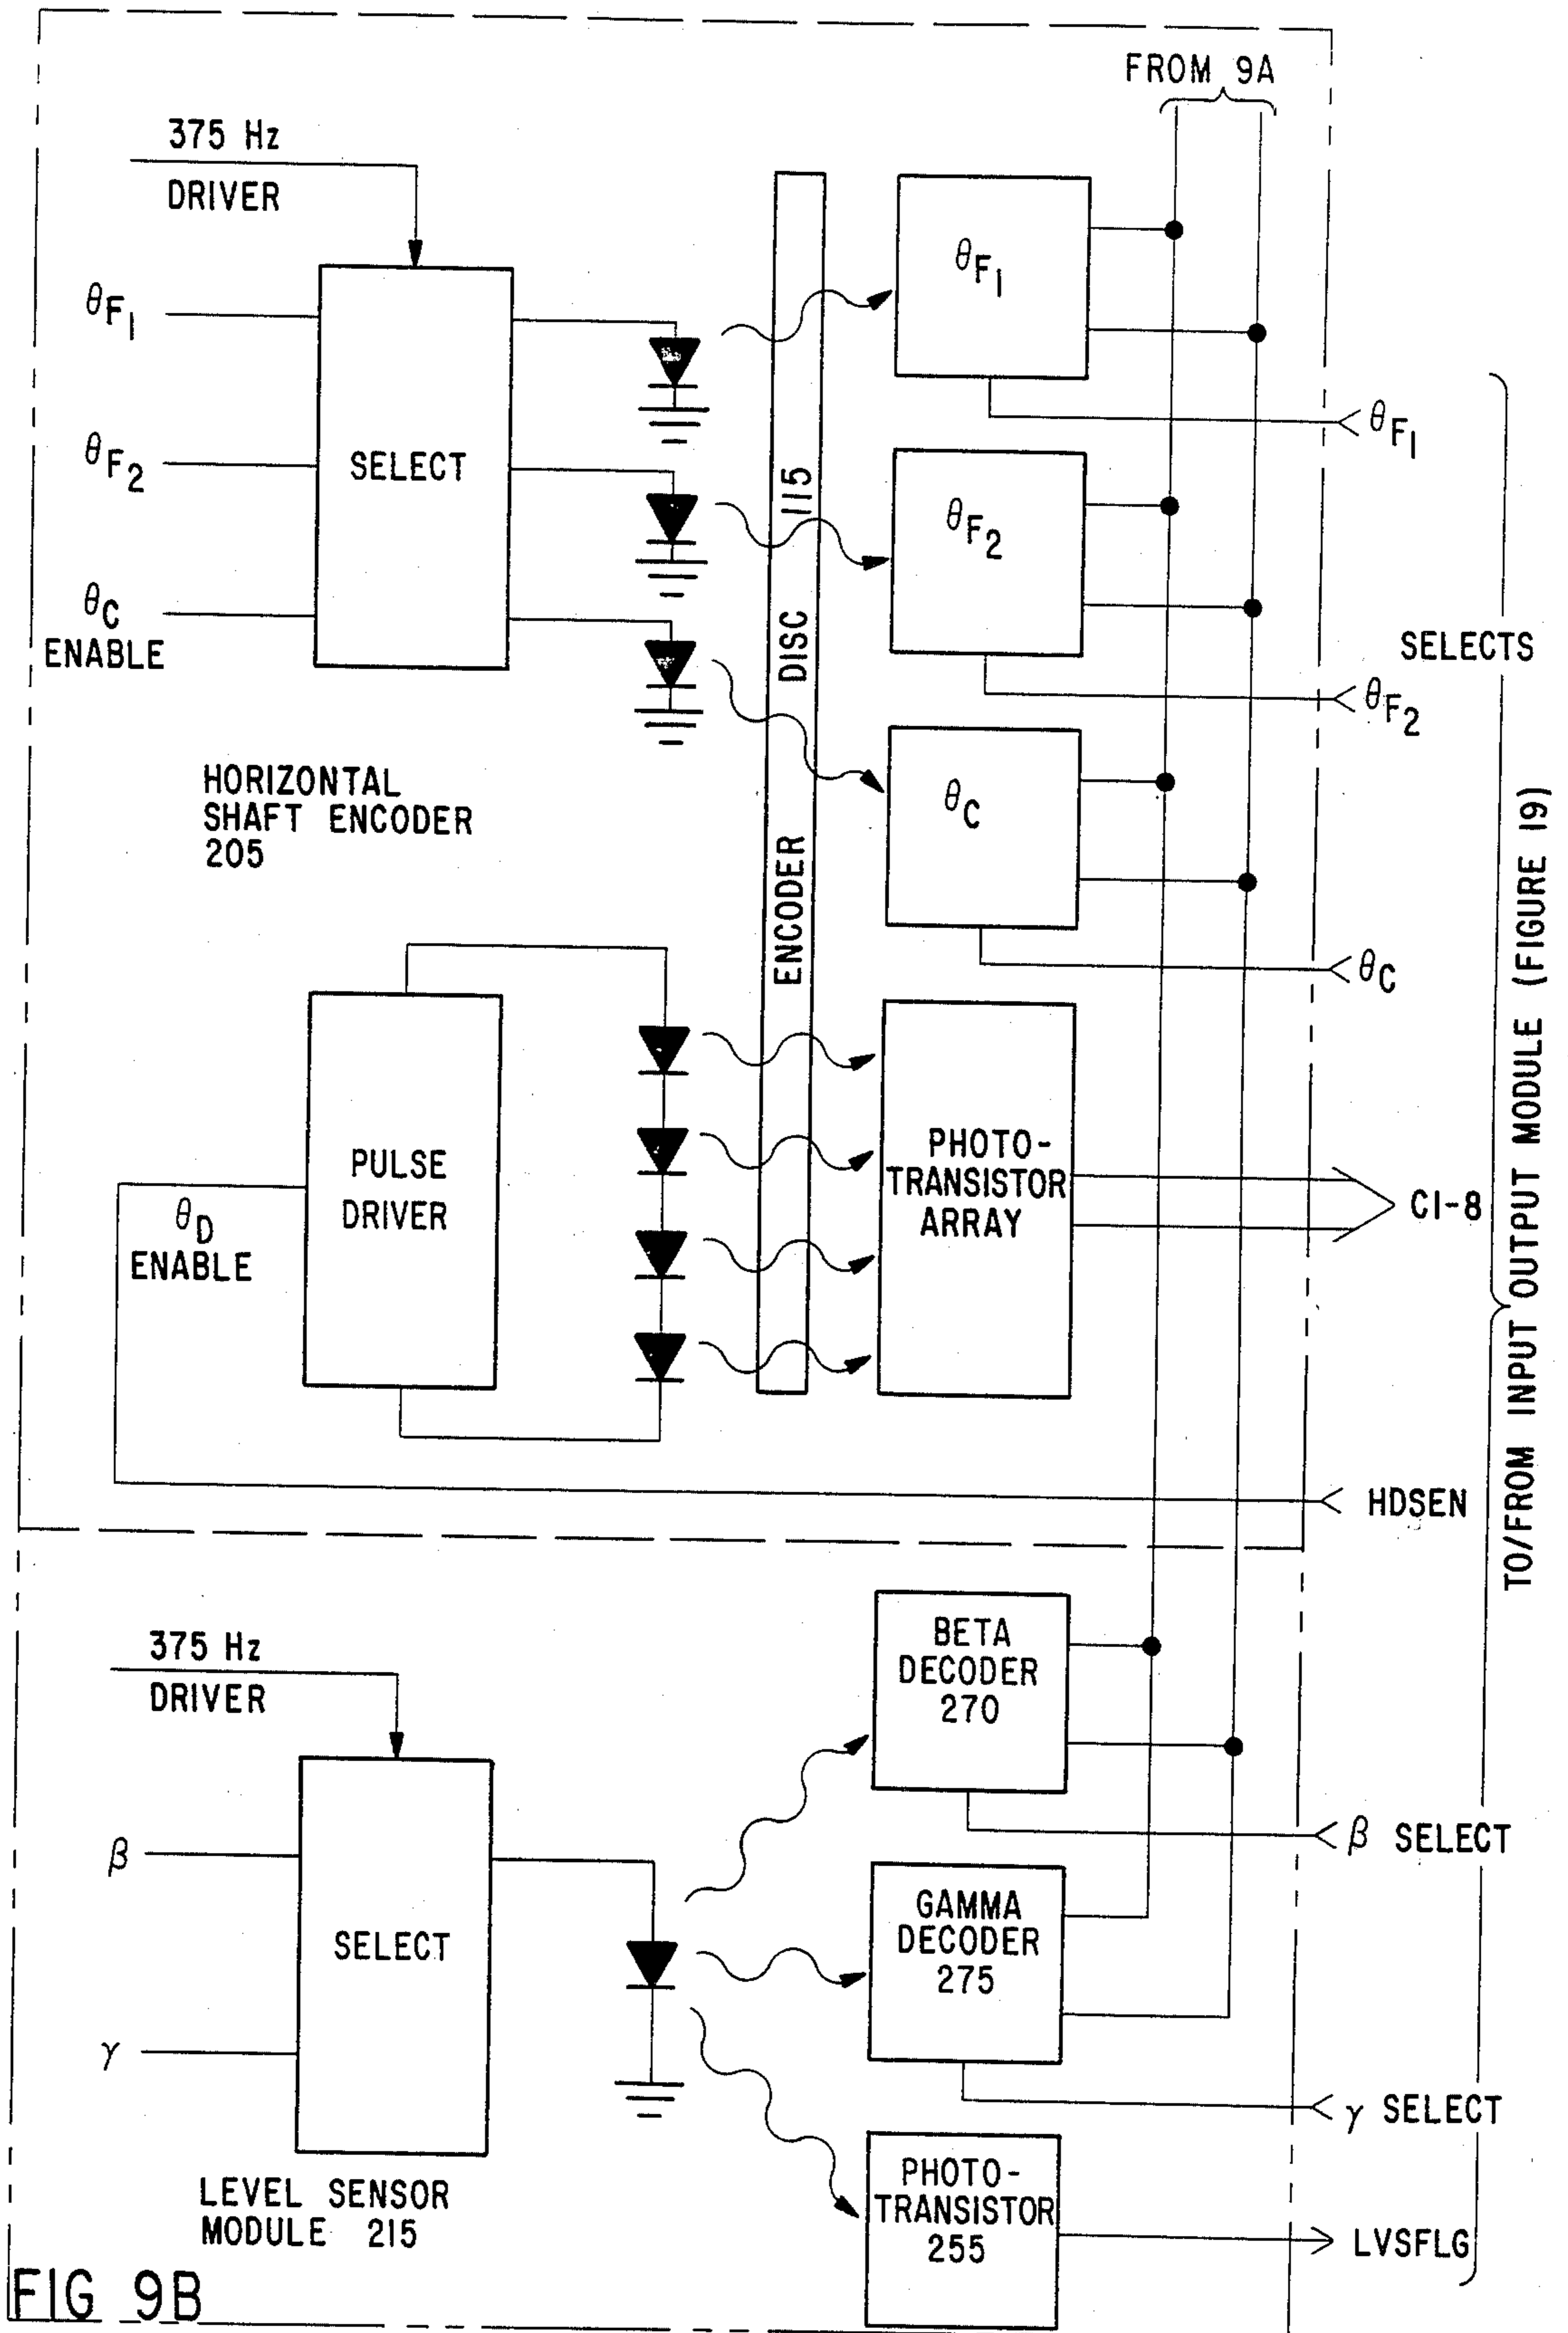 FROM 9A
375 Hz
DRIVER
θF1
θF2
θC
ENABLE
SELECT
HORIZONTAL
SHAFT ENCODER
205
ENCODER DISC 115
θF1
θF2
θC
θF1
θF2
θC
SELECTS
PULSE
DRIVER
θD
ENABLE
PHOTO-
TRANSISTOR
ARRAY
C1-8
HDSEN
TO/FROM INPUT OUTPUT MODULE (FIGURE 19)
375 Hz
DRIVER
β
γ
SELECT
LEVEL SENSOR
MODULE 215
BETA
DECODER
270
β SELECT
GAMMA
DECODER
275
γ SELECT
PHOTO-
TRANSISTOR
255
LVSFLG
FIG 9B